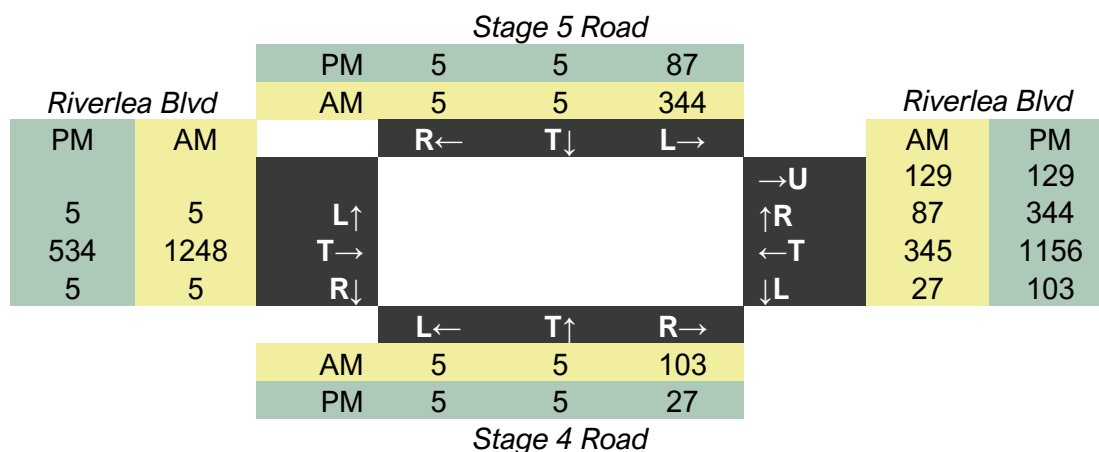 Stage 5 Road
PM 5 5 87
Riverlea Blvd AM 5 5 344 Riverlea Blvd
PM AM R← T↓ L→ AM PM
→U 129 129
5 5 L↑ ↑R 87 344
534 1248 T→ ←T 345 1156
5 5 R↓ ↓L 27 103
L← T↑ R→
AM 5 5 103
PM 5 5 27
Stage 4 Road